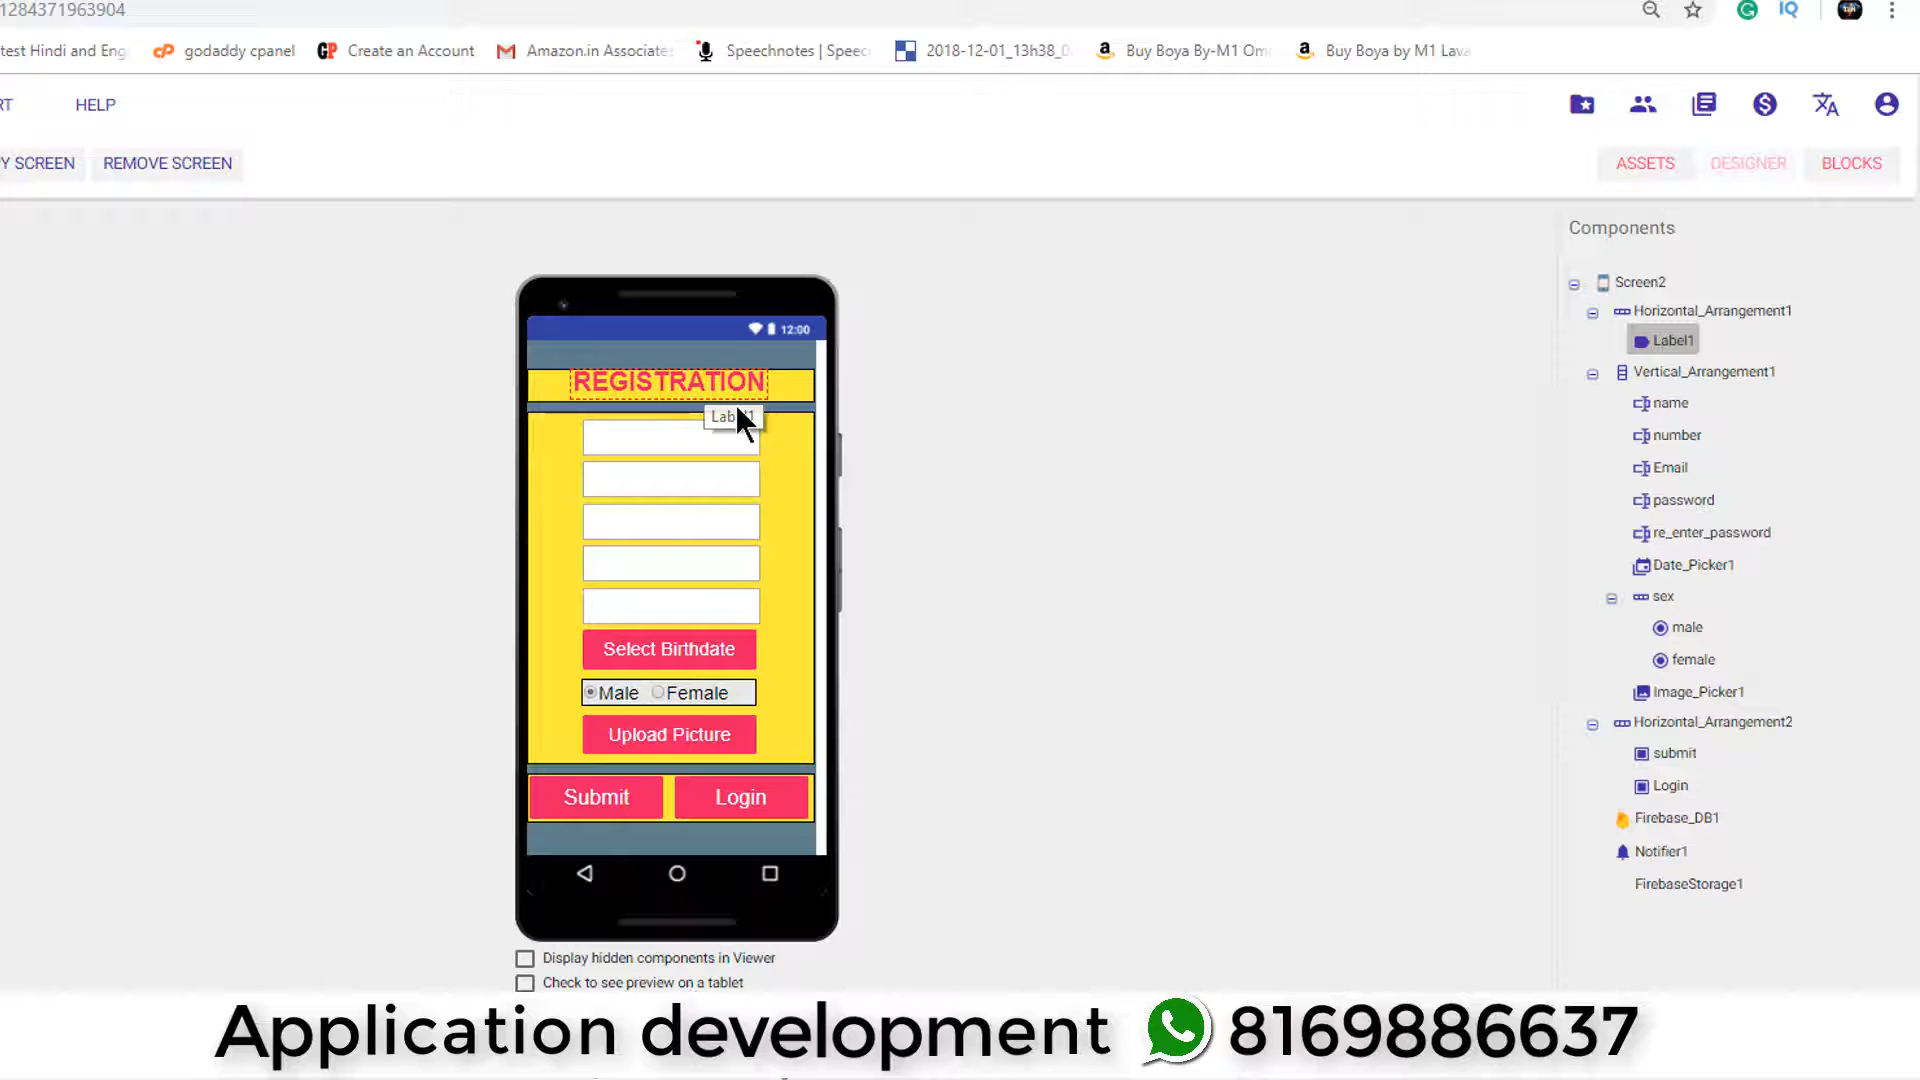 1284371963904
test Hindi and Eng
godaddy cpanel
Create an Account
Amazon.in Associate
Speechnotes | Speec
2018-12-01_13h38_0
Buy Boya By-M1 Om
Buy Boya by M1 Lava
RT
HELP
Y SCREEN
REMOVE SCREEN
ASSETS
DESIGNER
BLOCKS
Components
Screen2
Horizontal_Arrangement1
Label1
Vertical_Arrangement1
name
number
Email
password
re_enter_password
Date_Picker1
sex
male
female
Image_Picker1
Horizontal_Arrangement2
submit
Login
Firebase_DB1
Notifier1
FirebaseStorage1
12:00
REGISTRATION
Select Birthdate
Male Female
Upload Picture
Submit Login
Display hidden components in Viewer
Check to see preview on a tablet
Application development 8169886637